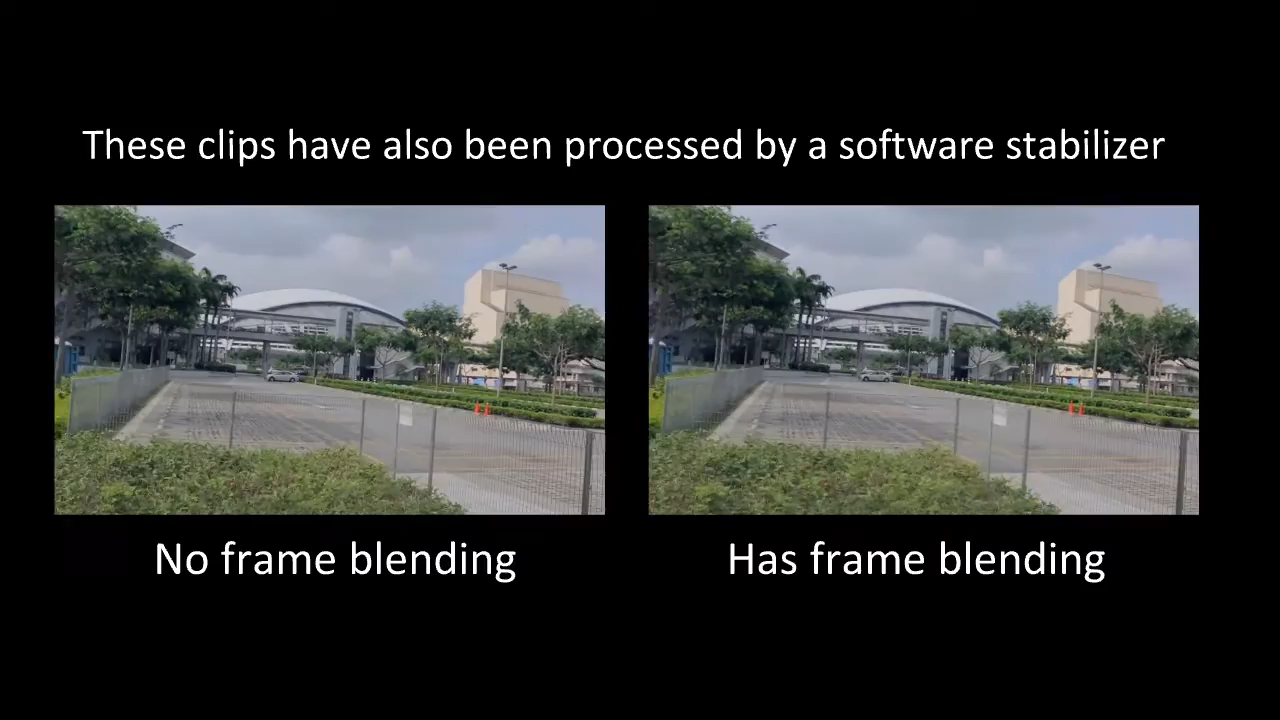 These clips have also been processed by a software stabilizer
No frame blending
Has frame blending